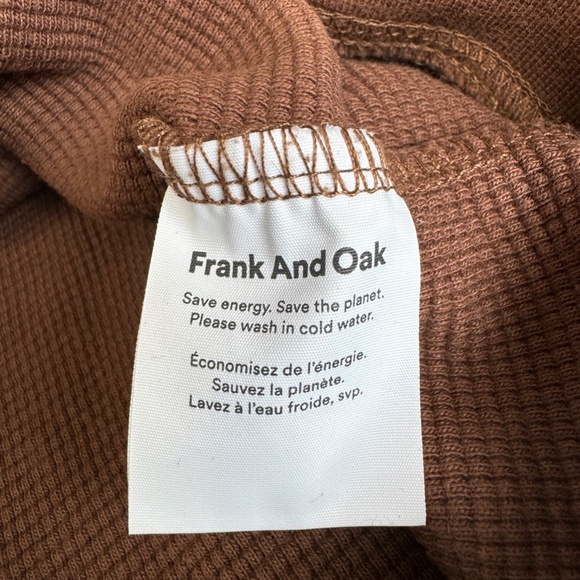 Frank And Oak
Save energy. Save the planet.
Please wash in cold water.
Économisez de l'énergie.
Sauvez la planète.
Lavez à l'eau froide, svp.